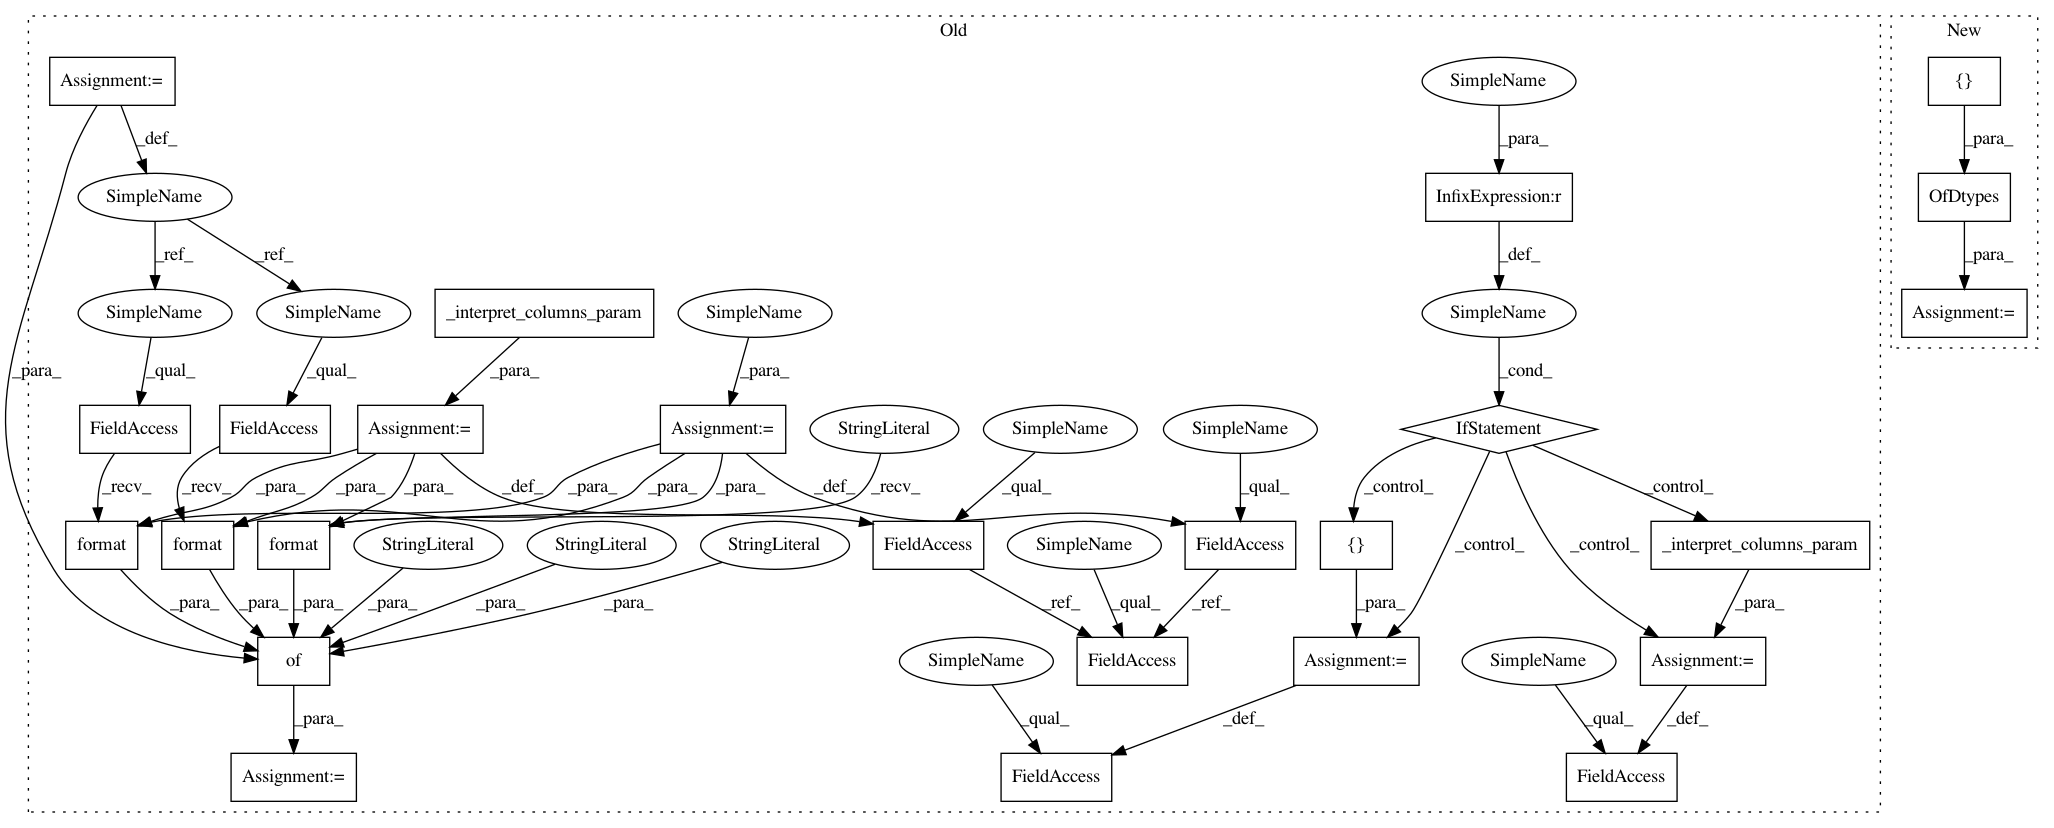 Old
New
Assignment:=
SimpleName
{}
_def_
_para_
_para_
SimpleName
InfixExpression:r
OfDtypes
_ref_
_ref_
_def_
_para_
SimpleName
SimpleName
_interpret_columns_param
SimpleName
SimpleName
Assignment:=
_para_
_qual_
_qual_
_para_
_para_
_cond_
FieldAccess
FieldAccess
Assignment:=
Assignment:=
StringLiteral
SimpleName
SimpleName
IfStatement
_recv_
_recv_
_para_
_para_
_para_
_def_
_para_
_para_
_para_
_def_
_recv_
_qual_
_qual_
_control_
_control_
format
format
format
StringLiteral
StringLiteral
StringLiteral
FieldAccess
SimpleName
FieldAccess
{}
_control_
_control_
_interpret_columns_param
_para_
_para_
_para_
_para_
_para_
_para_
_ref_
_qual_
_ref_
_para_
_para_
of
SimpleName
FieldAccess
Assignment:=
SimpleName
Assignment:=
_para_
_qual_
_def_
_qual_
_def_
Assignment:=
FieldAccess
FieldAccess